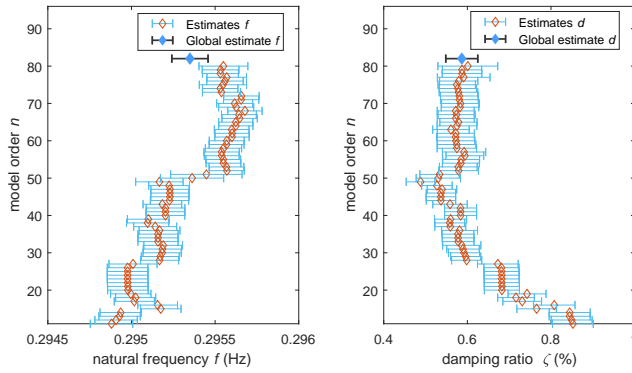 Estimates f
Global estimate f
model order n
90
80
70
60
50
40
30
20
0.2945
0.295
0.2955
0.296
natural frequency f (Hz)
Estimates d
Global estimate d
model order n
90
80
70
60
50
40
30
20
0.4
0.6
0.8
damping ratio ζ (%)